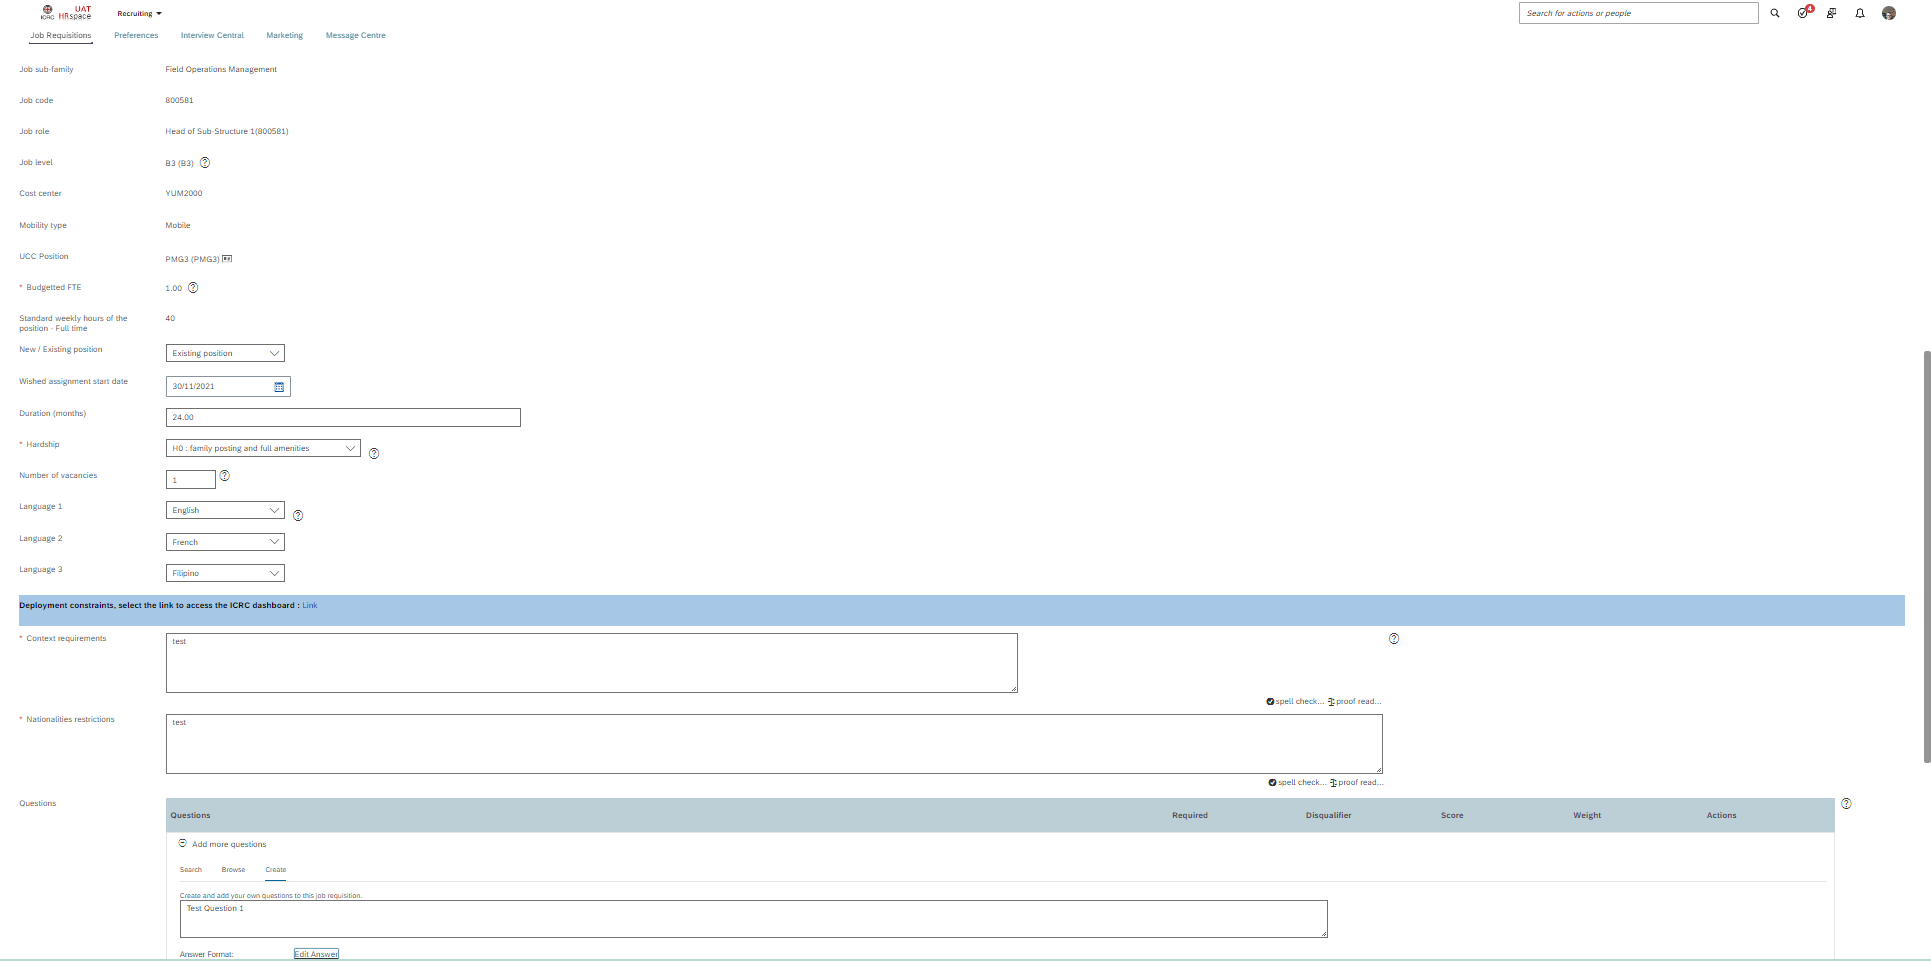 ICRC UAT HRspace Recruiting Search for actions or people 4
Job Requisitions Preferences Interview Central Marketing Message Centre
Job sub-family Field Operations Management
Job code 800581
Job role Head of Sub-Structure 1(800581)
Job level B3 (B3) ?
Cost center YUM2000
Mobility type Mobile
UCC Position PMG3 (PMG3)
* Budgetted FTE 1.00 ?
Standard weekly hours of the position - Full time 40
New / Existing position Existing position
Wished assignment start date 30/11/2021
Duration (months) 24.00
* Hardship H0 : family posting and full amenities ?
Number of vacancies 1 ?
Language 1 English ?
Language 2 French
Language 3 Filipino
Deployment constraints, select the link to access the ICRC dashboard : Link
* Context requirements test ?
spell check... proof read...
* Nationalities restrictions test
spell check... proof read...
Questions Questions Required Disqualifier Score Weight Actions ?
Add more questions
Search Browse Create
Create and add your own questions to this job requisition.
Test Question 1
Answer Format: Edit Answer